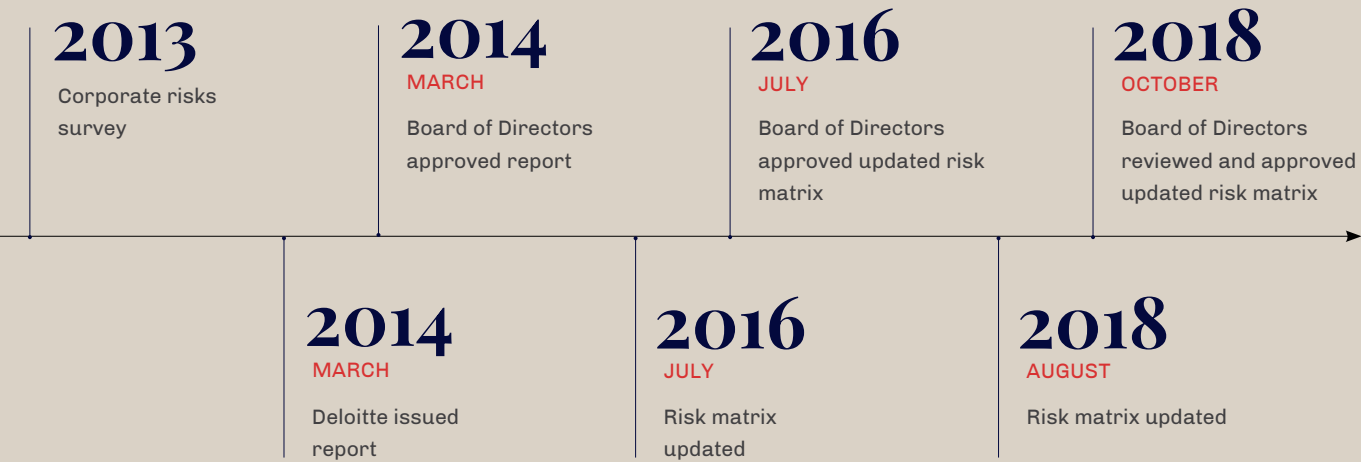 2013
Corporate risks
survey
2014
MARCH
Board of Directors
approved report
2016
JULY
Board of Directors
approved updated risk
matrix
2018
OCTOBER
Board of Directors
reviewed and approved
updated risk matrix
2014
MARCH
Deloitte issued
report
2016
JULY
Risk matrix
updated
2018
AUGUST
Risk matrix updated